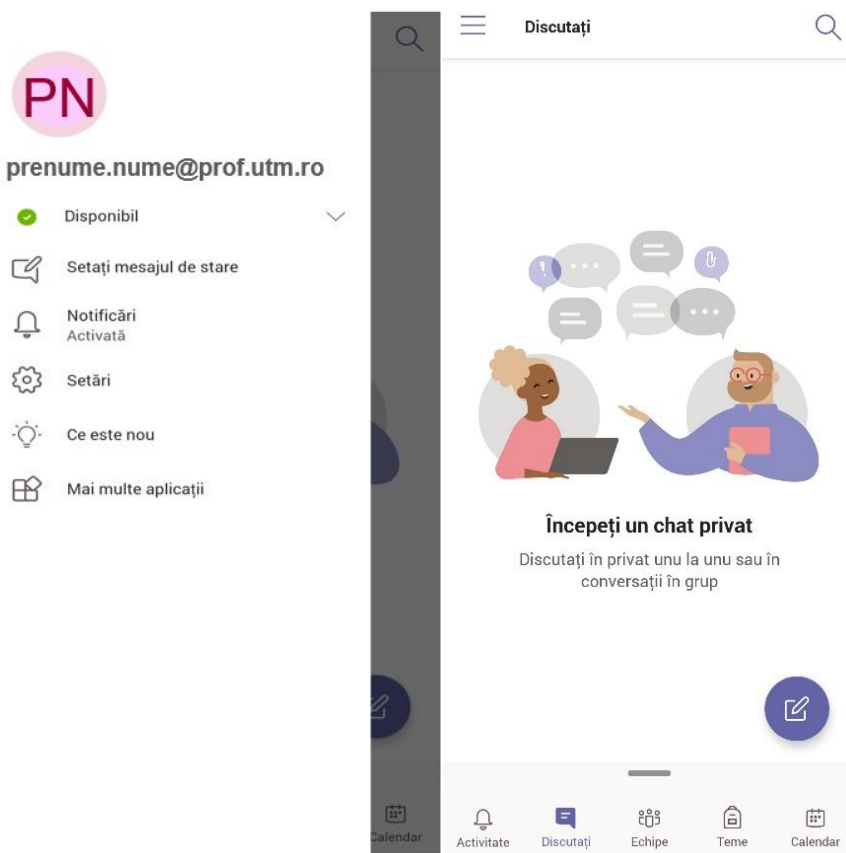 PN
prenume.nume@prof.utm.ro
Disponibil
Setați mesajul de stare
Notificări
Activată
Setări
Ce este nou
Mai multe aplicații
Calendar
Discutați
Începeți un chat privat
Discutați în privat unu la unu sau în
conversații în grup
Activitate
Discutați
Echipe
Teme
Calendar